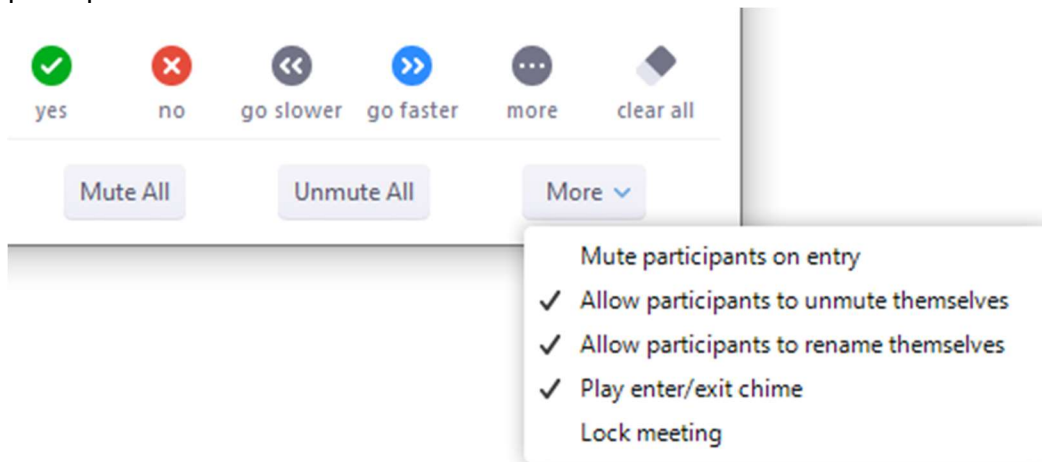 yes no go slower go faster more clear all
Mute All Unmute All More
Mute participants on entry
Allow participants to unmute themselves
Allow participants to rename themselves
Play enter/exit chime
Lock meeting